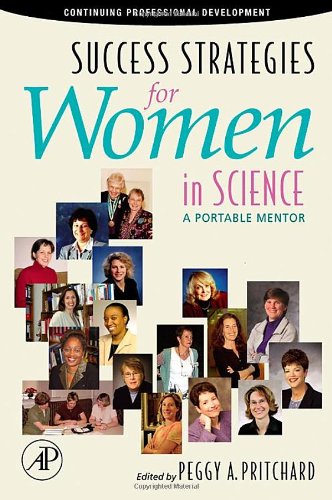 CONTINUING PROFESSIONAL DEVELOPMENT
SUCCESS STRATEGIES
for
Women
in SCIENCE
A PORTABLE MENTOR
AP
Edited by PEGGY A. PRITCHARD